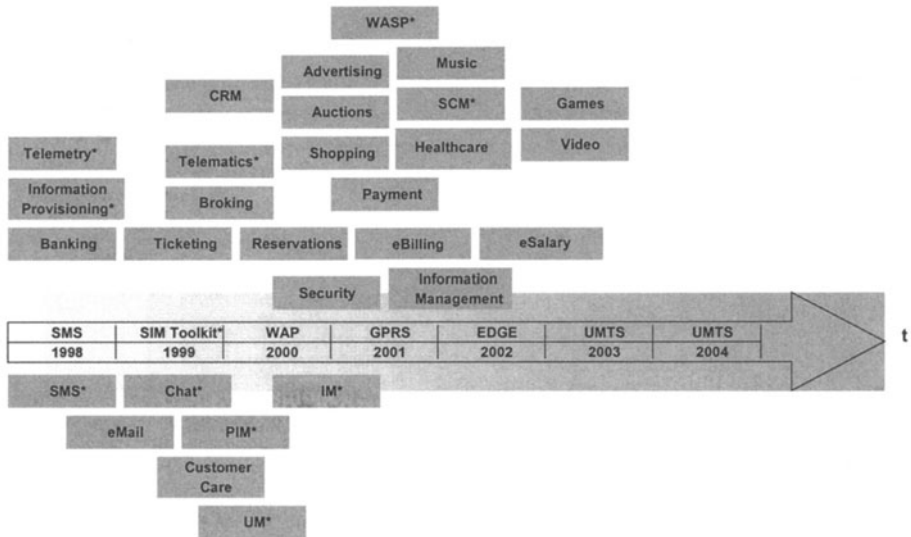 WASP*
Advertising
Music
CRM
Auctions
SCM*
Games
Telemetry*
Telematics*
Shopping
Healthcare
Video
Information
Provisioning*
Broking
Payment
Banking
Ticketing
Reservations
eBilling
eSalary
Security
Information
Management
SMS
SIM Toolkit*
WAP
GPRS
EDGE
UMTS
UMTS
t
1998
1999
2000
2001
2002
2003
2004
SMS*
Chat*
IM*
eMail
PIM*
Customer
Care
UM*